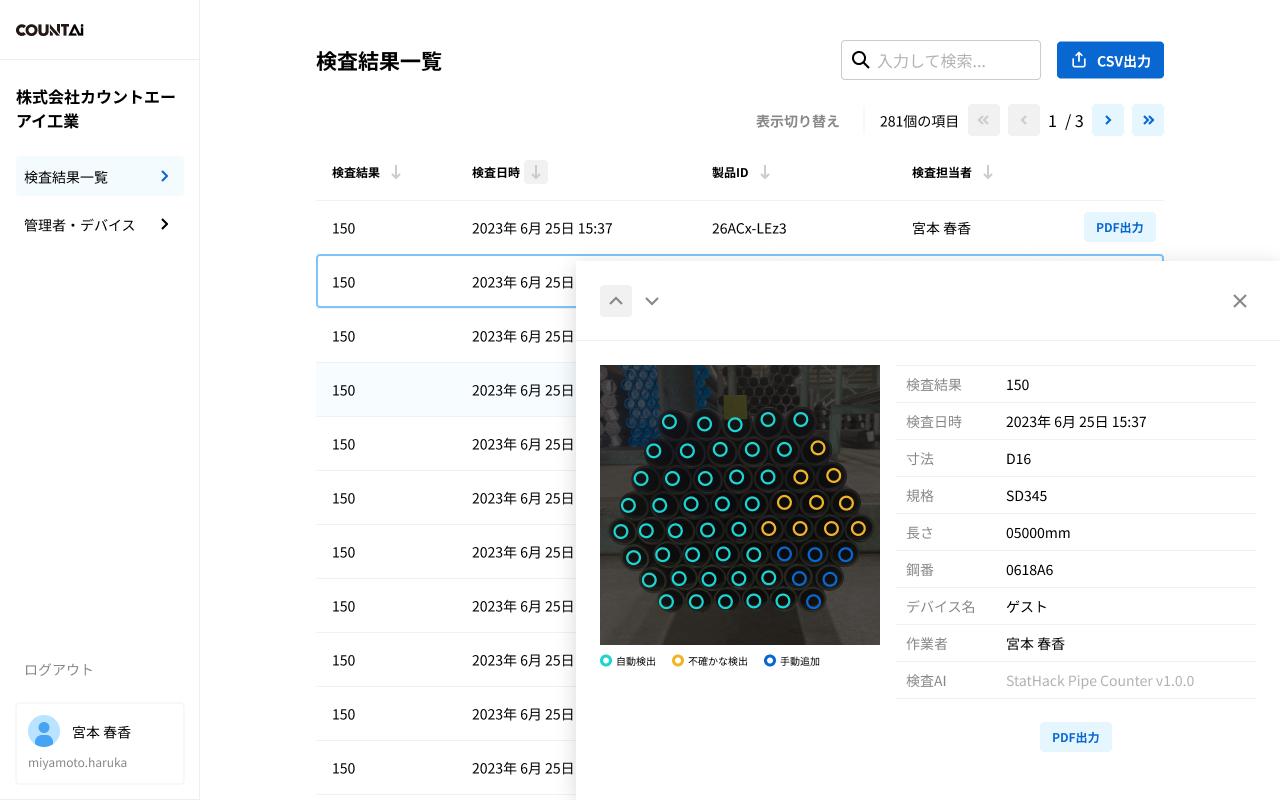 COUNTAi
株式会社カウントエー
アイ工業
検査結果一覧
管理者・デバイス
ログアウト
宮本 春香
miyamoto.haruka
検査結果一覧
入力して検索...
CSV出力
表示切り替え
281個の項目
1 / 3
検査結果 検査日時 製品ID 検査担当者
150 2023年 6月 25日 15:37 26ACx-LEz3 宮本 春香 PDF出力
150 2023年 6月 25日
150 2023年 6月 25日
150 2023年 6月 25日
150 2023年 6月 25日
150 2023年 6月 25日
150 2023年 6月 25日
150 2023年 6月 25日
150 2023年 6月 25日
150 2023年 6月 25日
150 2023年 6月 25日
自動検出 不確かな検出 手動追加
検査結果 150
検査日時 2023年 6月 25日 15:37
寸法 D16
規格 SD345
長さ 05000mm
鋼番 0618A6
デバイス名 ゲスト
作業者 宮本 春香
検査AI StatHack Pipe Counter v1.0.0
PDF出力